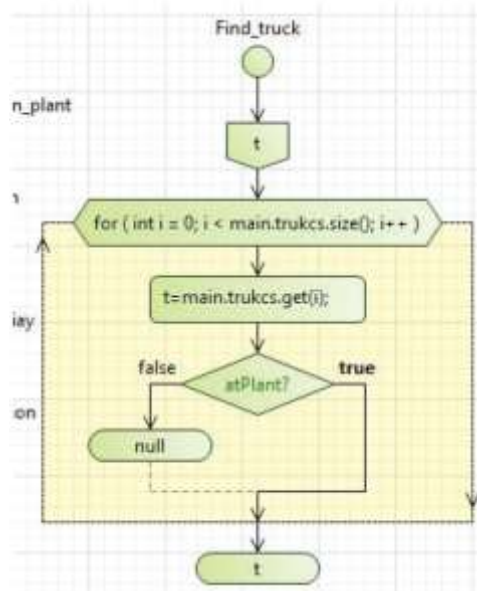 Find_truck
n_plant
t
for ( int i = 0; i < main.trukcs.size(); i++ )
t=main.trukcs.get(i);
iay
false
true
atPlant?
on
null
t